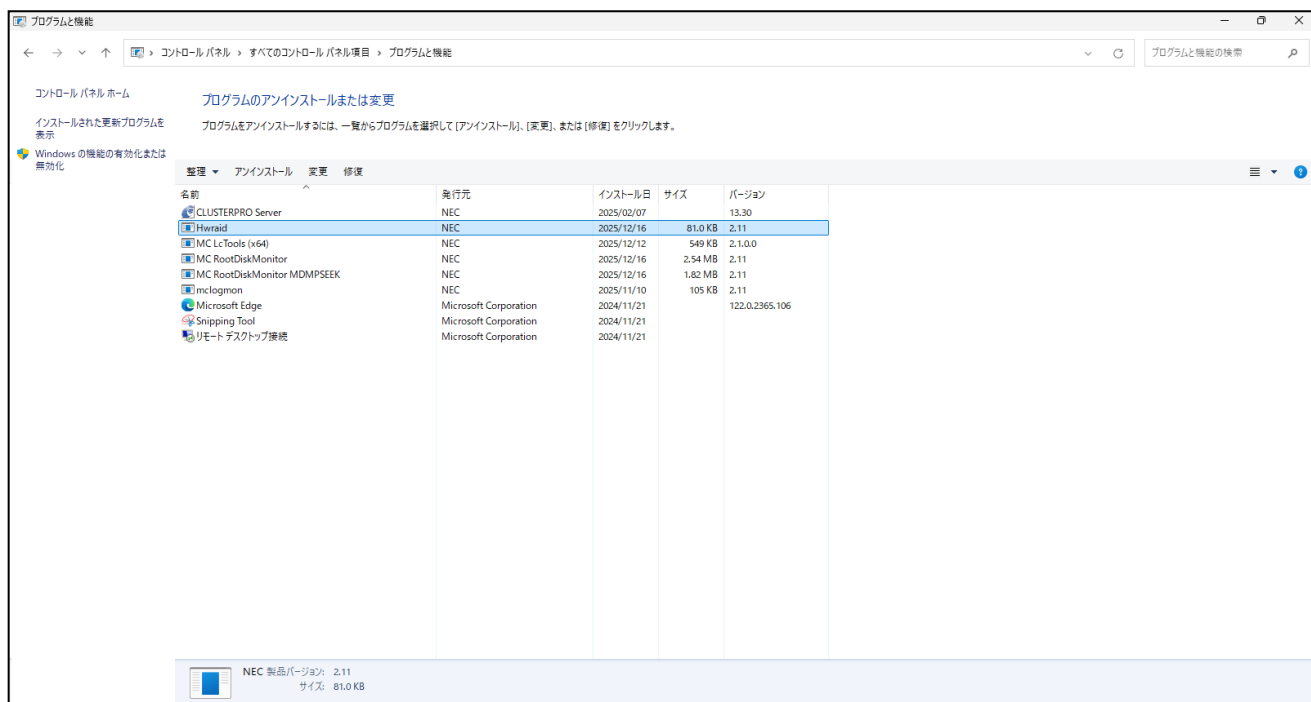 プログラムと機能
コントロール パネル › すべてのコントロール パネル項目 › プログラムと機能
プログラムと機能の検索
コントロール パネル ホーム
インストールされた更新プログラムを
表示
Windows の機能の有効化または
無効化
プログラムのアンインストールまたは変更
プログラムをアンインストールするには、一覧からプログラムを選択して [アンインストール]、[変更]、または [修復] をクリックします。
整理 アンインストール 変更 修復
名前 発行元 インストール日 サイズ バージョン
CLUSTERPRO Server NEC 2025/02/07 13.30
Hwraid NEC 2025/12/16 81.0 KB 2.11
MC LcTools (x64) NEC 2025/12/12 549 KB 2.1.0.0
MC RootDiskMonitor NEC 2025/12/16 2.54 MB 2.11
MC RootDiskMonitor MDMPSEEK NEC 2025/12/16 1.82 MB 2.11
mclogmon NEC 2025/11/10 105 KB 2.11
Microsoft Edge Microsoft Corporation 2024/11/21 122.0.2365.106
Snipping Tool Microsoft Corporation 2024/11/21
リモート デスクトップ接続 Microsoft Corporation 2024/11/21
NEC 製品バージョン: 2.11
サイズ: 81.0 KB